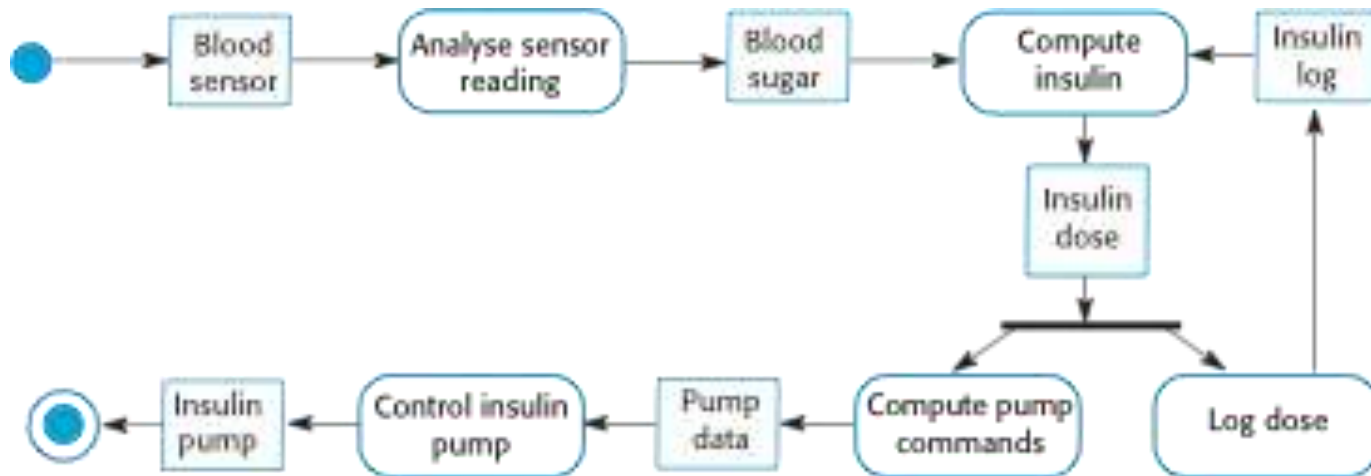 Blood
sensor
Analyse sensor
reading
Blood
sugar
Compute
insulin
Insulin
log
Insulin
dose
Insulin
pump
Control insulin
pump
Pump
data
Compute pump
commands
Log dose